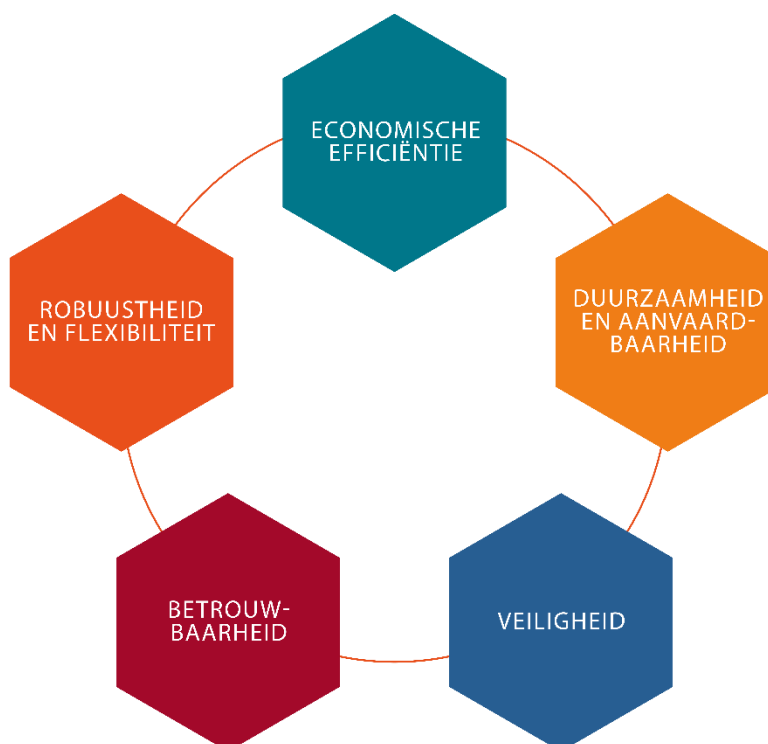 ECONOMISCHE
EFFICIËNTIE
DUURZAAMHEID
EN AANVAARD-
BAARHEID
VEILIGHEID
BETROUW-
BAARHEID
ROBUUSTHEID
EN FLEXIBILITEIT